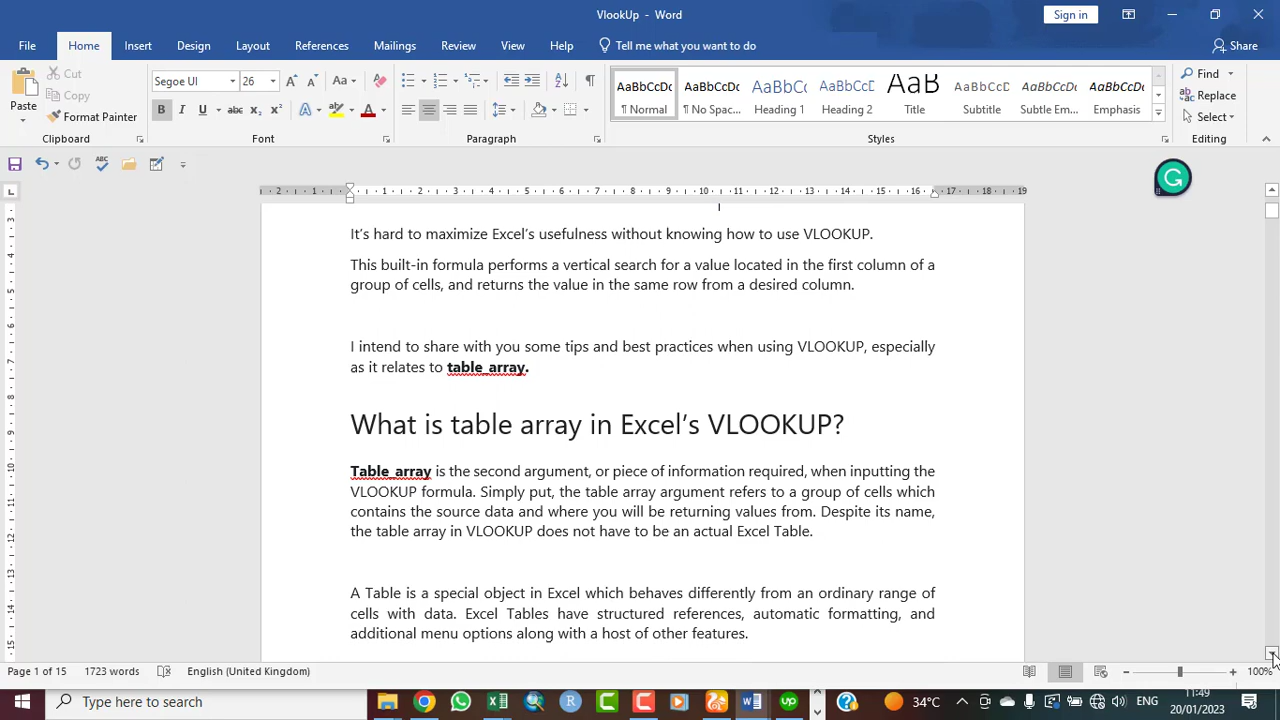 VlookUp - Word
Sign in
File Home Insert Design Layout References Mailings Review View Help Tell me what you want to do Share
Paste
Cut
Copy
Format Painter
Segoe UI 26
AaBbCcDc AaBbCcDc AaBbC AaBbCcC AaB AaBbCcD AaBbCcDt AaBbCcDt
¶ Normal ¶ No Spac... Heading 1 Heading 2 Title Subtitle Subtle Em... Emphasis
Find
Replace
Select
Clipboard Font Paragraph Styles Editing
It's hard to maximize Excel's usefulness without knowing how to use VLOOKUP.
This built-in formula performs a vertical search for a value located in the first column of a
group of cells, and returns the value in the same row from a desired column.
I intend to share with you some tips and best practices when using VLOOKUP, especially
as it relates to table_array.
What is table array in Excel's VLOOKUP?
Table_array is the second argument, or piece of information required, when inputting the
VLOOKUP formula. Simply put, the table array argument refers to a group of cells which
contains the source data and where you will be returning values from. Despite its name,
the table array in VLOOKUP does not have to be an actual Excel Table.
A Table is a special object in Excel which behaves differently from an ordinary range of
cells with data. Excel Tables have structured references, automatic formatting, and
additional menu options along with a host of other features.
Page 1 of 15 1723 words English (United Kingdom) 100%
Type here to search
34°C
ENG
11:49
20/01/2023